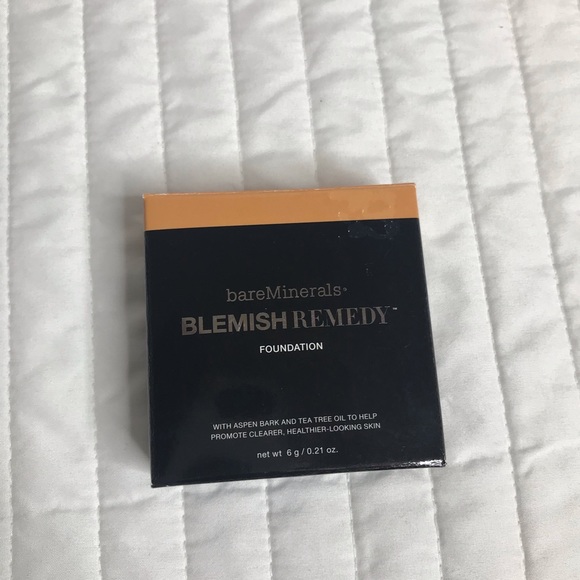 bareMinerals®
BLEMISH REMEDY™
FOUNDATION
WITH ASPEN BARK AND TEA TREE OIL TO HELP
PROMOTE CLEARER, HEALTHIER-LOOKING SKIN
net wt 6 g / 0.21 oz.